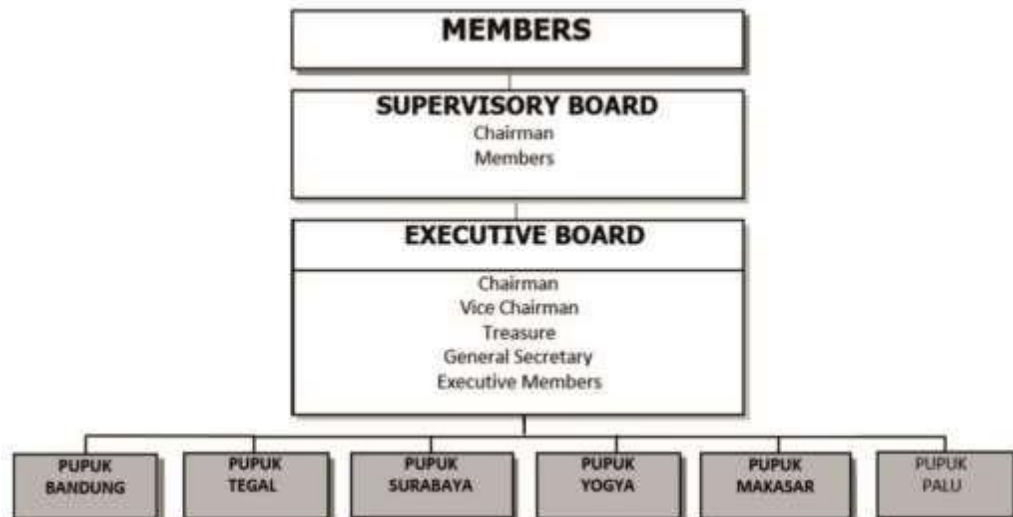 MEMBERS
SUPERVISORY BOARD
Chairman
Members
EXECUTIVE BOARD
Chairman
Vice Chairman
Treasure
General Secretary
Executive Members
PUPUK
BANDUNG
PUPUK
TEGAL
PUPUK
SURABAYA
PUPUK
YOGYA
PUPUK
MAKASAR
PUPUK
PALU